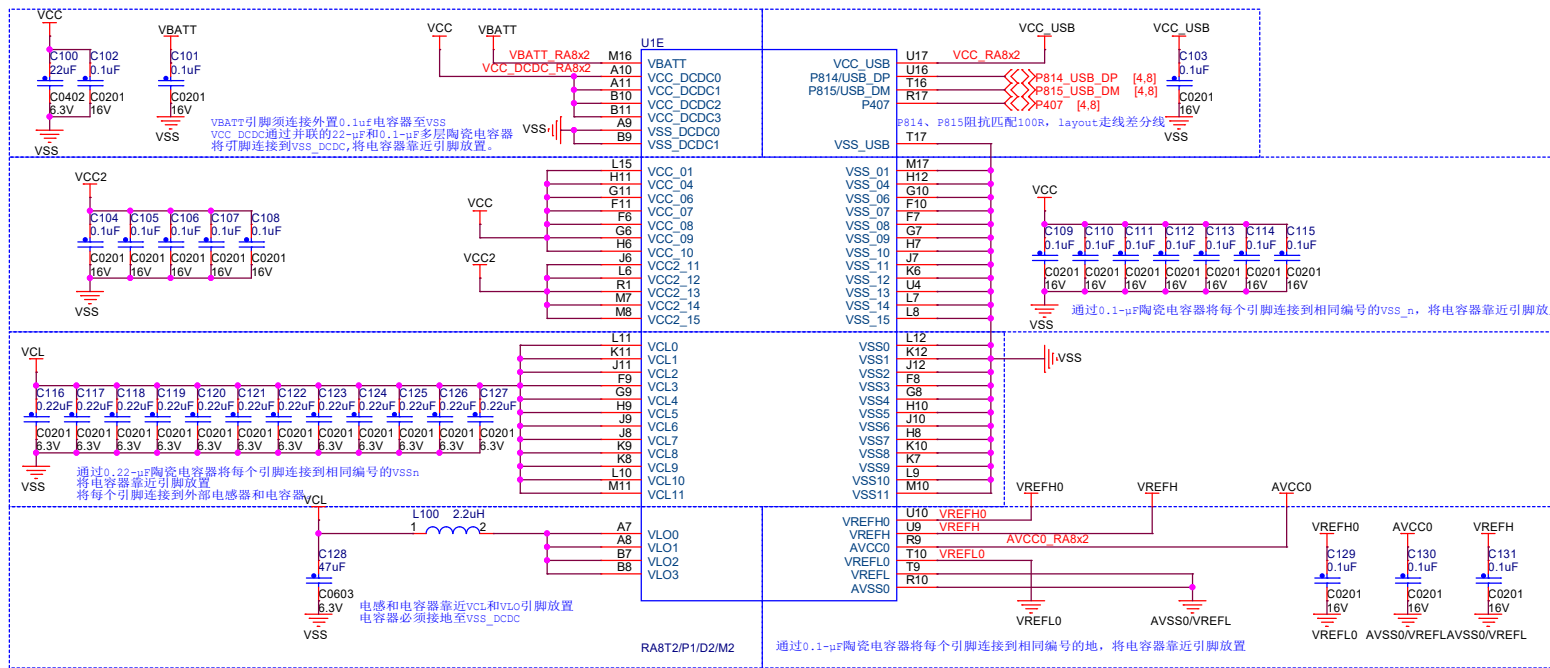 VCC
C100
22uF
C0402
6.3V
C102
0.1uF
C0201
16V
VSS
VBATT
C101
0.1uF
C0201
16V
VSS
VBATT引脚须连接外置0.1uf电容器至VSS
VCC_DCDC通过并联的22-μF和0.1-μF多层陶瓷电容器
将引脚连接到VSS_DCDC,将电容器靠近引脚放置。
VCC
VBATT
VBATT_RA8x2
VCC_DCDC_RA8x2
VSS
U1E
M16 VBATT
A10 VCC_DCDC0
A11 VCC_DCDC1
B10 VCC_DCDC2
B11 VCC_DCDC3
A9 VSS_DCDC0
B9 VSS_DCDC1
VCC_USB U17
P814/USB_DP U16
P815/USB_DM T16
P407 R17
VSS_USB T17
VCC_RA8x2
VCC_USB
P814_USB_DP [4,8]
P815_USB_DM [4,8]
P407 [4,8]
P814、P815阻抗匹配100R，layout走线差分线
VCC_USB
C103
0.1uF
C0201
16V
VSS
VCC2
C104
0.1uF
C0201
16V
C105
0.1uF
C0201
16V
C106
0.1uF
C0201
16V
C107
0.1uF
C0201
16V
C108
0.1uF
C0201
16V
VSS
VCC
VCC2
L15 VCC_01
H11 VCC_04
G11 VCC_06
F11 VCC_07
F6 VCC_08
G6 VCC_09
H6 VCC_10
J6 VCC2_11
L6 VCC2_12
R1 VCC2_13
M7 VCC2_14
M8 VCC2_15
VSS_01 M17
VSS_04 H12
VSS_06 G10
VSS_07 F10
VSS_08 F7
VSS_09 G7
VSS_10 H7
VSS_11 J7
VSS_12 K6
VSS_13 U4
VSS_14 L7
VSS_15 L8
VCC
C109
0.1uF
C0201
16V
C110
0.1uF
C0201
16V
C111
0.1uF
C0201
16V
C112
0.1uF
C0201
16V
C113
0.1uF
C0201
16V
C114
0.1uF
C0201
16V
C115
0.1uF
C0201
16V
VSS
通过0.1-μF陶瓷电容器将每个引脚连接到相同编号的VSS_n，将电容器靠近引脚放
VCL
C116
0.22uF
C0201
6.3V
C117
0.22uF
C0201
6.3V
C118
0.22uF
C0201
6.3V
C119
0.22uF
C0201
6.3V
C120
0.22uF
C0201
6.3V
C121
0.22uF
C0201
6.3V
C122
0.22uF
C0201
6.3V
C123
0.22uF
C0201
6.3V
C124
0.22uF
C0201
6.3V
C125
0.22uF
C0201
6.3V
C126
0.22uF
C0201
6.3V
C127
0.22uF
C0201
6.3V
VSS
通过0.22-μF陶瓷电容器将每个引脚连接到相同编号的VSSn
将电容器靠近引脚放置
将每个引脚连接到外部电感器和电容器
L11 VCL0
K11 VCL1
J11 VCL2
F9 VCL3
G9 VCL4
H9 VCL5
J9 VCL6
J8 VCL7
K9 VCL8
K8 VCL9
L10 VCL10
M11 VCL11
VSS0 L12
VSS1 K12
VSS2 J12
VSS3 F8
VSS4 G8
VSS5 H10
VSS6 J10
VSS7 H8
VSS8 K10
VSS9 K7
VSS10 L9
VSS11 M10
VSS
VCL
L100 2.2uH
1 2
C128
47uF
C0603
6.3V
VSS
电感和电容器靠近VCL和VLO引脚放置
电容器必须接地至VSS_DCDC
A7 VLO0
A8 VLO1
B7 VLO2
B8 VLO3
VREFH0 U10
VREFH U9
AVCC0 R9
VREFL0 T10
VREFL T9
AVSS0 R10
VREFH0
VREFH
AVCC0_RA8x2
VREFL0
VREFH0
VREFH
AVCC0
VREFL0
AVSS0/VREFL
VREFH0
C129
0.1uF
C0201
16V
VREFL0
AVCC0
C130
0.1uF
C0201
16V
AVSS0/VREFL
VREFH
C131
0.1uF
C0201
16V
AVSS0/VREFL
RA8T2/P1/D2/M2
通过0.1-μF陶瓷电容器将每个引脚连接到相同编号的地，将电容器靠近引脚放置